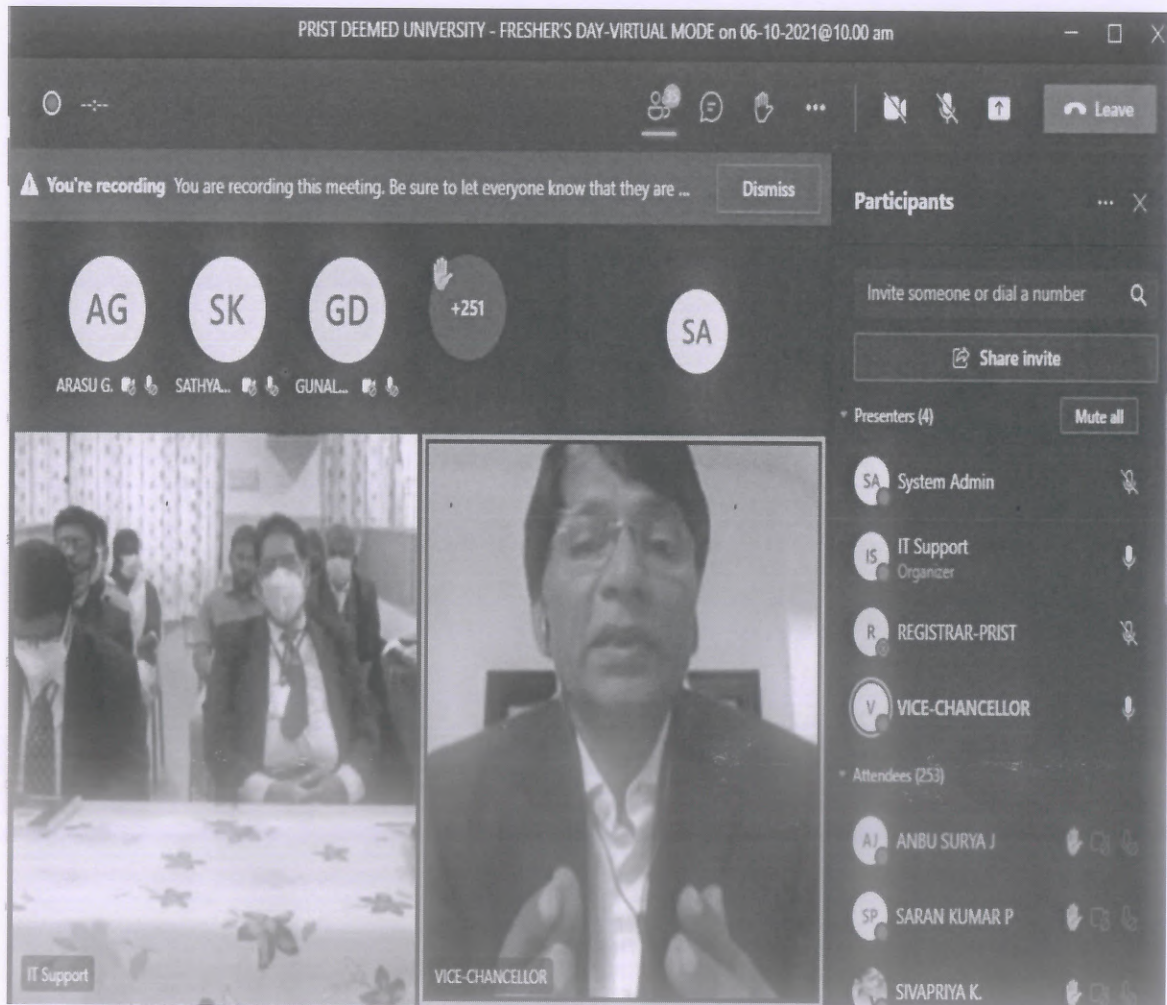 PRIST DEEMED UNIVERSITY - FRESHER'S DAY-VIRTUAL MODE on 06-10-2021@10.00 am
--:--
Leave
You're recording You are recording this meeting. Be sure to let everyone know that they are ...
Dismiss
AG
SK
GD
+251
SA
ARASU G.
SATHYA...
GUNAL...
IT Support
VICE-CHANCELLOR
Participants
Invite someone or dial a number
Share invite
Presenters (4)
Mute all
SA System Admin
IS IT Support
Organizer
R REGISTRAR-PRIST
V VICE-CHANCELLOR
Attendees (253)
AJ ANBU SURYA J
SP SARAN KUMAR P
SIVAPRIYA K.